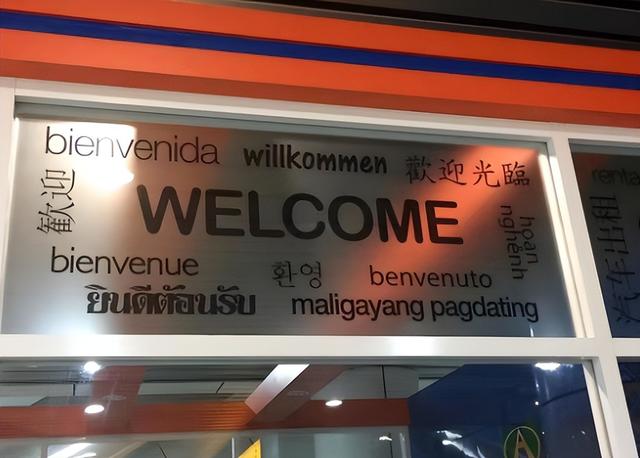 bienvenida
willkommen
歡迎光臨
歡迎
WELCOME
hoan
bienvenue
환영
benvenuto
ยินดีต้อนรับ
maligayang pagdating
renta
A